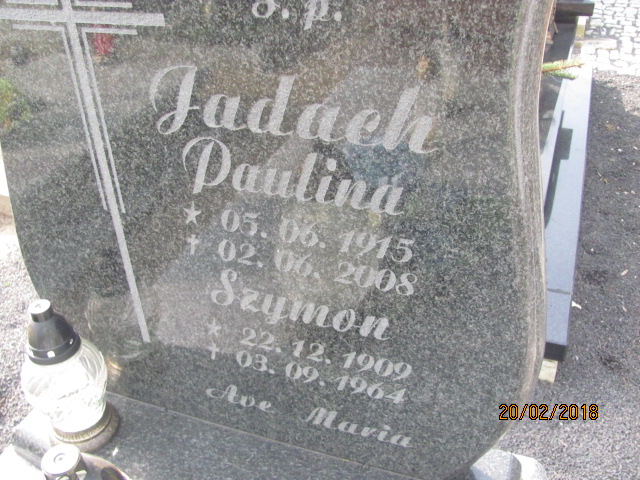 Ś. p.
Jadach
Paulina
★ 05. 06. 1915
✝ 02. 06. 2008
Szymon
★ 22. 12. 1909
✝ 03. 09. 1964
Ave Maria
20/02/2018